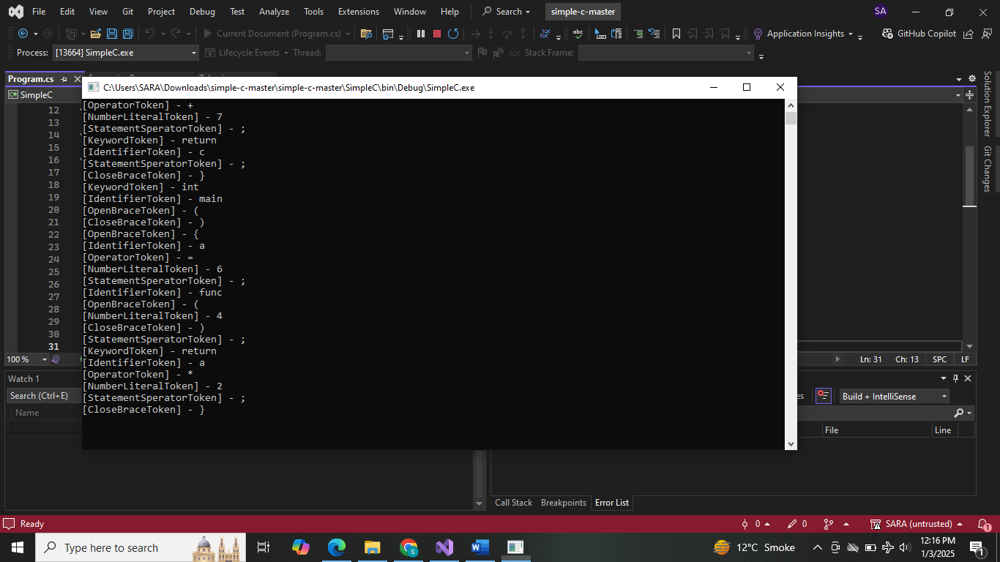 File Edit View Git Project Debug Test Analyze Tools Extensions Window Help Search simple-c-master SA
Current Document (Program.cs) Application Insights GitHub Copilot
Process: [13664] SimpleC.exe Lifecycle Events Thread: Stack Frame:
Program.cs
C:\Users\SARA\Downloads\simple-c-master\simple-c-master\SimpleC\bin\Debug\SimpleC.exe
SimpleC
[OperatorToken] - +
12
[NumberLiteralToken] - 7
13
[StatementSperatorToken] - ;
14
[KeywordToken] - return
15
[IdentifierToken] - c
16
[StatementSperatorToken] - ;
17
[CloseBraceToken] - }
18
[KeywordToken] - int
19
[IdentifierToken] - main
20
[OpenBraceToken] - (
21
[CloseBraceToken] - )
22
[OpenBraceToken] - {
23
[IdentifierToken] - a
24
[OperatorToken] - =
25
[NumberLiteralToken] - 6
26
[StatementSperatorToken] - ;
27
[IdentifierToken] - func
28
[OpenBraceToken] - (
29
[NumberLiteralToken] - 4
30
[CloseBraceToken] - )
31
[StatementSperatorToken] - ;
[KeywordToken] - return
[IdentifierToken] - a
[OperatorToken] - *
[NumberLiteralToken] - 2
[StatementSperatorToken] - ;
[CloseBraceToken] - }
Solution Explorer
Git Changes
100 % Ln: 31 Ch: 13 SPC LF
Watch 1
Search (Ctrl+E) Build + IntelliSense
Name File Line
Call Stack Breakpoints Error List
Ready 0 0 SARA (untrusted) 1
Type here to search 12°C Smoke 12:16 PM
1/3/2025 1